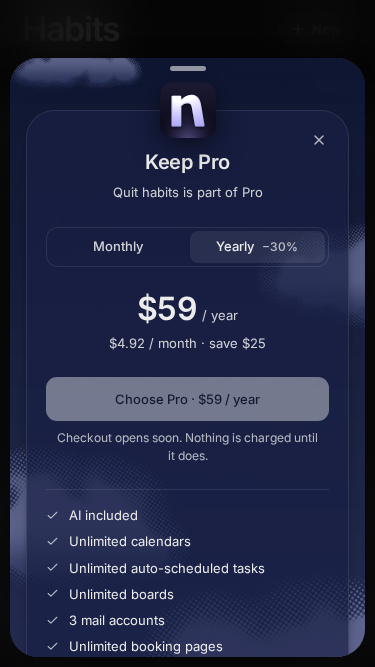 Habits
+ New
n
Keep Pro
Quit habits is part of Pro
Monthly
Yearly −30%
$59 / year
$4.92 / month · save $25
Choose Pro · $59 / year
Checkout opens soon. Nothing is charged until
it does.
AI included
Unlimited calendars
Unlimited auto-scheduled tasks
Unlimited boards
3 mail accounts
Unlimited booking pages